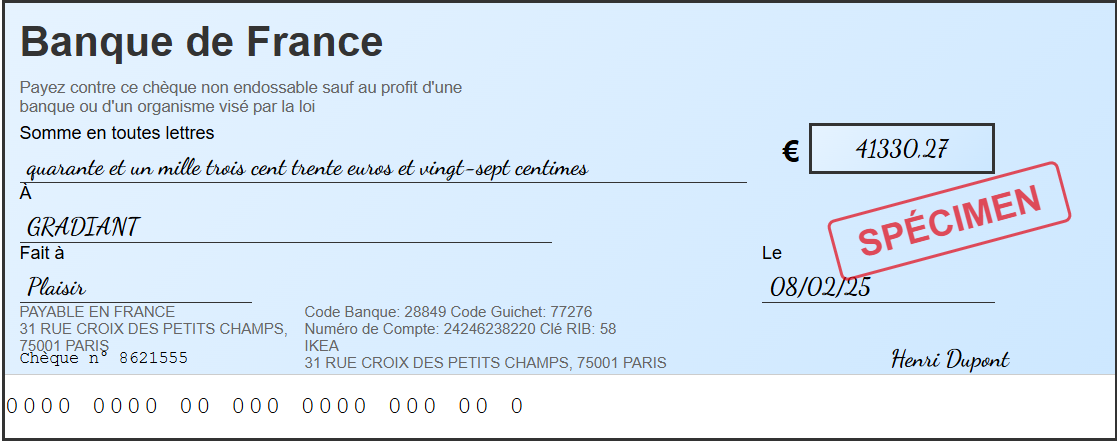 Banque de France
Payez contre ce chèque non endossable sauf au profit d'une
banque ou d'un organisme visé par la loi
Somme en toutes lettres
quarante et un mille trois cent trente euros et vingt-sept centimes
€ 41330.27
À
GRADIANT
SPÉCIMEN
Fait à
Le
Plaisir
08/02/25
PAYABLE EN FRANCE
31 RUE CROIX DES PETITS CHAMPS,
75001 PARIS
Chèque n° 8621555
Code Banque: 28849 Code Guichet: 77276
Numéro de Compte: 24246238220 Clé RIB: 58
IKEA
31 RUE CROIX DES PETITS CHAMPS, 75001 PARIS
Henri Dupont
0000 0000 00 000 0000 000 00 0